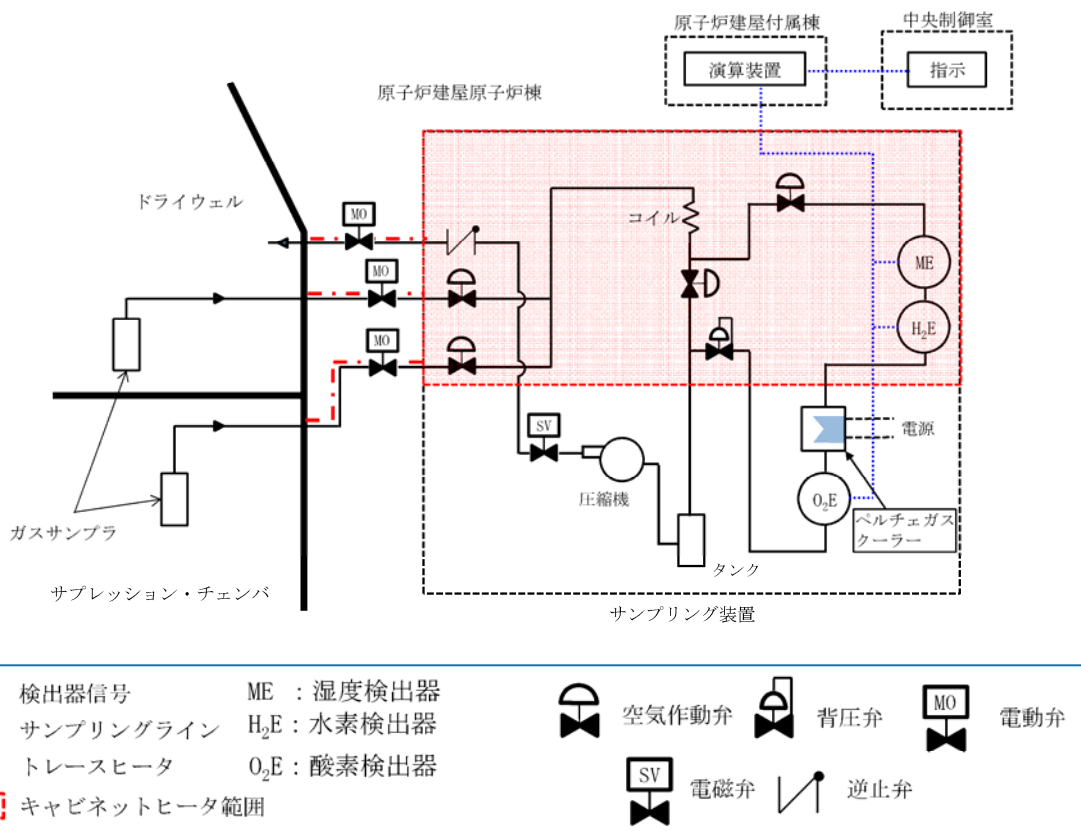 原子炉建屋付属棟
中央制御室
演算装置
指示
原子炉建屋原子炉棟
ドライウェル
MO
コイル
MO
ME
H₂E
MO
SV
電源
圧縮機
O₂E
ペルチェガス
クーラー
ガスサンプラ
タンク
サプレッション・チェンバ
サンプリング装置
検出器信号
ME ：湿度検出器
サンプリングライン
H₂E：水素検出器
トレースヒータ
O₂E：酸素検出器
キャビネットヒータ範囲
空気作動弁
背圧弁
MO
電動弁
SV
電磁弁
逆止弁